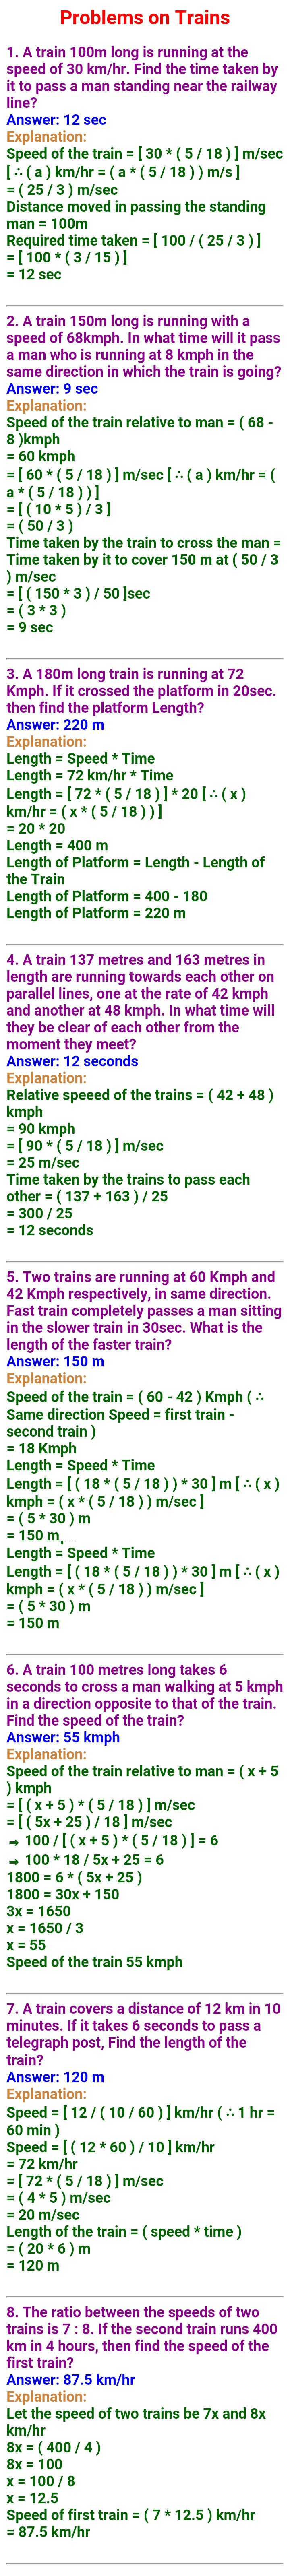 Problems on Trains
1. A train 100m long is running at the
speed of 30 km/hr. Find the time taken by
it to pass a man standing near the railway
line?
Answer: 12 sec
Explanation:
Speed of the train = [ 30 * ( 5 / 18 ) ] m/sec
[ ∴ ( a ) km/hr = ( a * ( 5 / 18 ) ) m/s ]
= ( 25 / 3 ) m/sec
Distance moved in passing the standing
man = 100m
Required time taken = [ 100 / ( 25 / 3 ) ]
= [ 100 * ( 3 / 15 ) ]
= 12 sec
2. A train 150m long is running with a
speed of 68kmph. In what time will it pass
a man who is running at 8 kmph in the
same direction in which the train is going?
Answer: 9 sec
Explanation:
Speed of the train relative to man = ( 68 -
8 )kmph
= 60 kmph
= [ 60 * ( 5 / 18 ) ] m/sec [ ∴ ( a ) km/hr = (
a * ( 5 / 18 ) ) ]
= [ ( 10 * 5 ) / 3 ]
= ( 50 / 3 )
Time taken by the train to cross the man =
Time taken by it to cover 150 m at ( 50 / 3
) m/sec
= [ ( 150 * 3 ) / 50 ]sec
= ( 3 * 3 )
= 9 sec
3. A 180m long train is running at 72
Kmph. If it crossed the platform in 20sec.
then find the platform Length?
Answer: 220 m
Explanation:
Length = Speed * Time
Length = 72 km/hr * Time
Length = [ 72 * ( 5 / 18 ) ] * 20 [ ∴ ( x )
km/hr = ( x * ( 5 / 18 ) ) ]
= 20 * 20
Length = 400 m
Length of Platform = Length - Length of
the Train
Length of Platform = 400 - 180
Length of Platform = 220 m
4. A train 137 metres and 163 metres in
length are running towards each other on
parallel lines, one at the rate of 42 kmph
and another at 48 kmph. In what time will
they be clear of each other from the
moment they meet?
Answer: 12 seconds
Explanation:
Relative speeed of the trains = ( 42 + 48 )
kmph
= 90 kmph
= [ 90 * ( 5 / 18 ) ] m/sec
= 25 m/sec
Time taken by the trains to pass each
other = ( 137 + 163 ) / 25
= 300 / 25
= 12 seconds
5. Two trains are running at 60 Kmph and
42 Kmph respectively, in same direction.
Fast train completely passes a man sitting
in the slower train in 30sec. What is the
length of the faster train?
Answer: 150 m
Explanation:
Speed of the train = ( 60 - 42 ) Kmph ( ∴
Same direction Speed = first train -
second train )
= 18 Kmph
Length = Speed * Time
Length = [ ( 18 * ( 5 / 18 ) ) * 30 ] m [ ∴ ( x )
kmph = ( x * ( 5 / 18 ) ) m/sec ]
= ( 5 * 30 ) m
= 150 m
Length = Speed * Time
Length = [ ( 18 * ( 5 / 18 ) ) * 30 ] m [ ∴ ( x )
kmph = ( x * ( 5 / 18 ) ) m/sec ]
= ( 5 * 30 ) m
= 150 m
6. A train 100 metres long takes 6
seconds to cross a man walking at 5 kmph
in a direction opposite to that of the train.
Find the speed of the train?
Answer: 55 kmph
Explanation:
Speed of the train relative to man = ( x + 5
) kmph
= [ ( x + 5 ) * ( 5 / 18 ) ] m/sec
= [ ( 5x + 25 ) / 18 ] m/sec
⇒ 100 / [ ( x + 5 ) * ( 5 / 18 ) ] = 6
⇒ 100 * 18 / 5x + 25 = 6
1800 = 6 * ( 5x + 25 )
1800 = 30x + 150
3x = 1650
x = 1650 / 3
x = 55
Speed of the train 55 kmph
7. A train covers a distance of 12 km in 10
minutes. If it takes 6 seconds to pass a
telegraph post, Find the length of the
train?
Answer: 120 m
Explanation:
Speed = [ 12 / ( 10 / 60 ) ] km/hr ( ∴ 1 hr =
60 min )
Speed = [ ( 12 * 60 ) / 10 ] km/hr
= 72 km/hr
= [ 72 * ( 5 / 18 ) ] m/sec
= ( 4 * 5 ) m/sec
= 20 m/sec
Length of the train = ( speed * time )
= ( 20 * 6 ) m
= 120 m
8. The ratio between the speeds of two
trains is 7 : 8. If the second train runs 400
km in 4 hours, then find the speed of the
first train?
Answer: 87.5 km/hr
Explanation:
Let the speed of two trains be 7x and 8x
km/hr
8x = ( 400 / 4 )
8x = 100
x = 100 / 8
x = 12.5
Speed of first train = ( 7 * 12.5 ) km/hr
= 87.5 km/hr